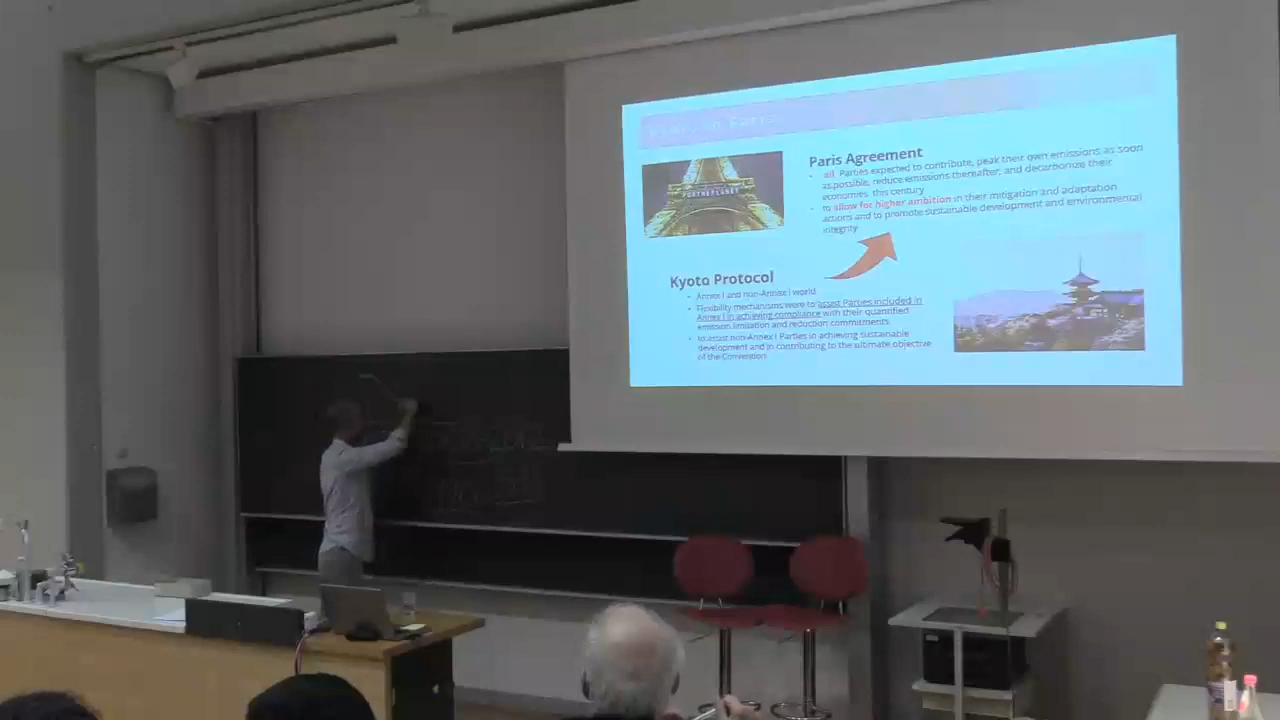 Paris Agreement
all Parties expected to contribute, peak their own emissions as soon
as possible, reduce emissions thereafter, and decarbonize their
economies this century
to allow for higher ambition in their mitigation and adaptation
actions and to promote sustainable development and environmental
integrity
FORTHEPLANET
Kyoto Protocol
Annex I and non-Annex I world
Flexibility mechanisms were to assist Parties included in
Annex I in achieving compliance with their quantified
emission limitation and reduction commitments
to assist non-Annex I Parties in achieving sustainable
development and in contributing to the ultimate objective
of the Convention